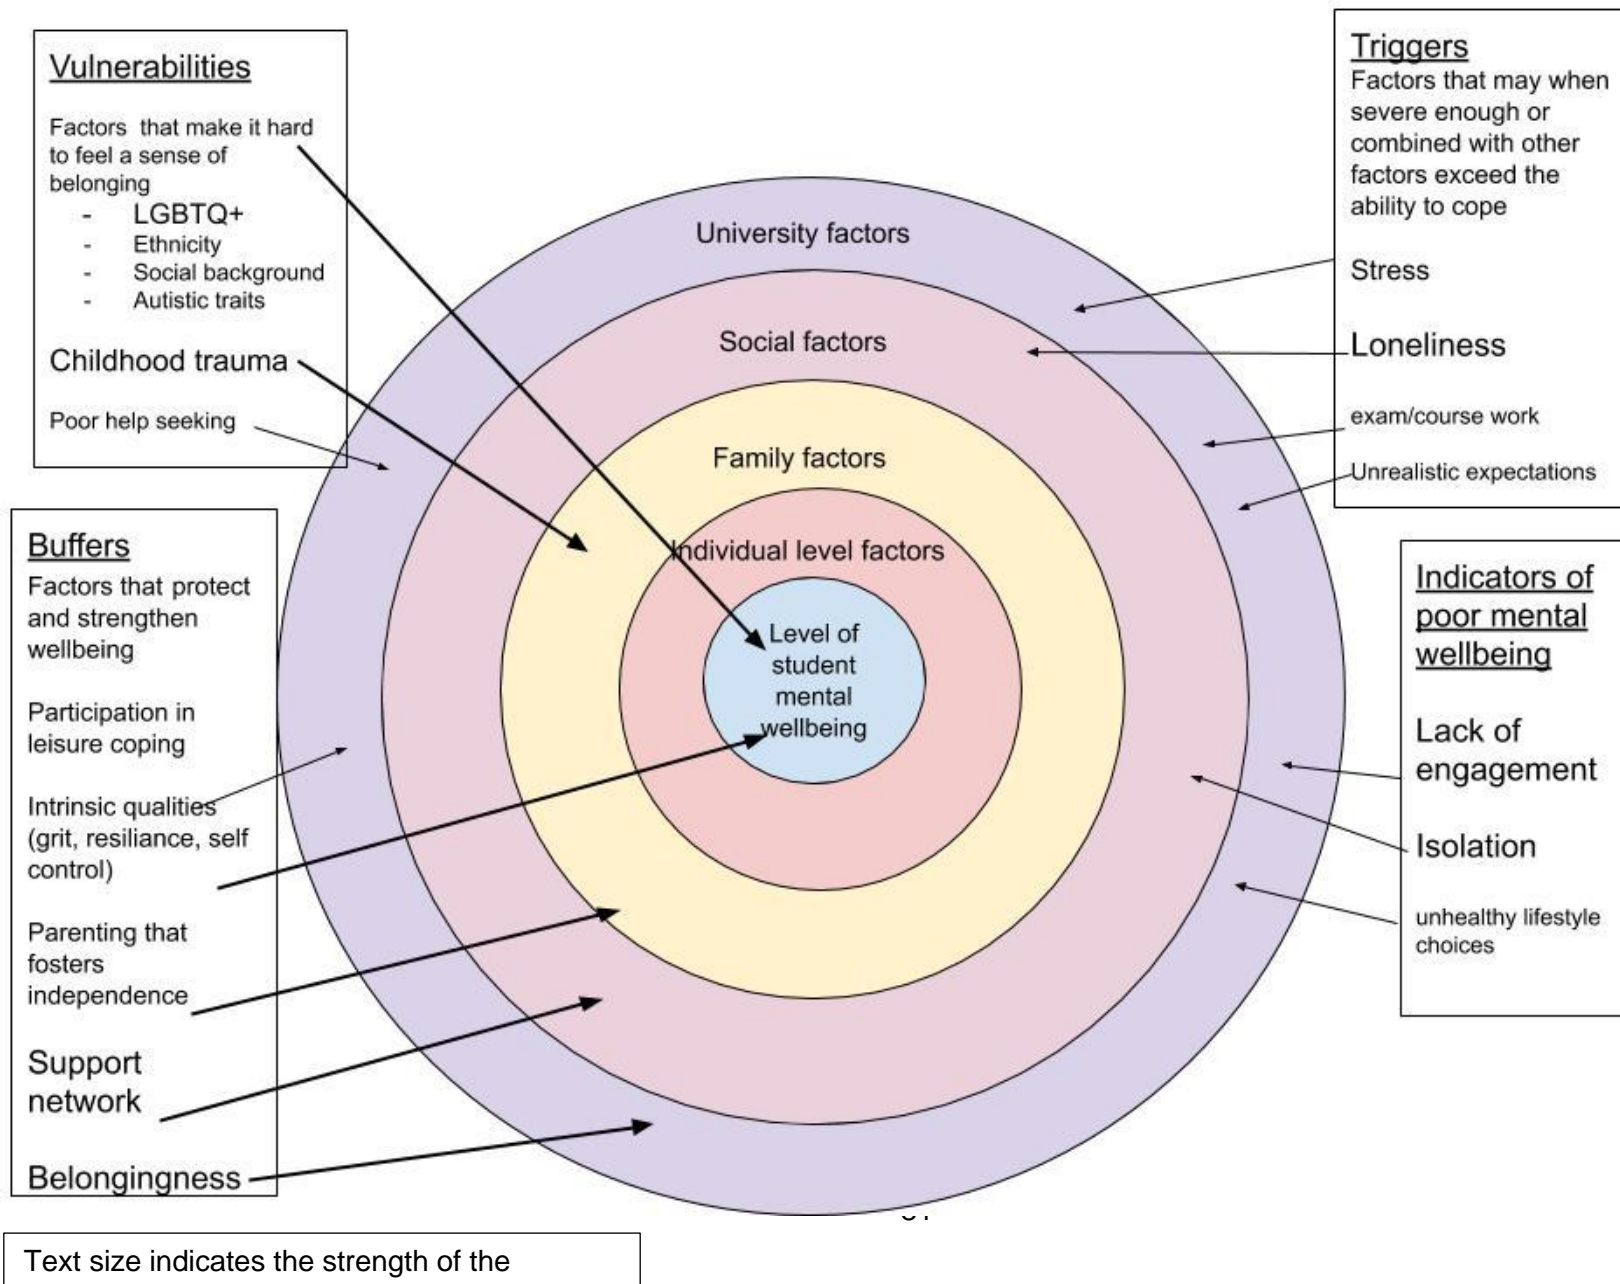 Vulnerabilities
Factors that make it hard
to feel a sense of
belonging
- LGBTQ+
- Ethnicity
- Social background
- Autistic traits
Childhood trauma
Poor help seeking
Buffers
Factors that protect
and strengthen
wellbeing
Participation in
leisure coping
Intrinsic qualities
(grit, resiliance, self
control)
Parenting that
fosters
independence
Support
network
Belongingness
University factors
Social factors
Family factors
Individual level factors
Level of
student
mental
wellbeing
Triggers
Factors that may when
severe enough or
combined with other
factors exceed the
ability to cope
Stress
Loneliness
exam/course work
Unrealistic expectations
Indicators of
poor mental
wellbeing
Lack of
engagement
Isolation
unhealthy lifestyle
choices
Text size indicates the strength of the